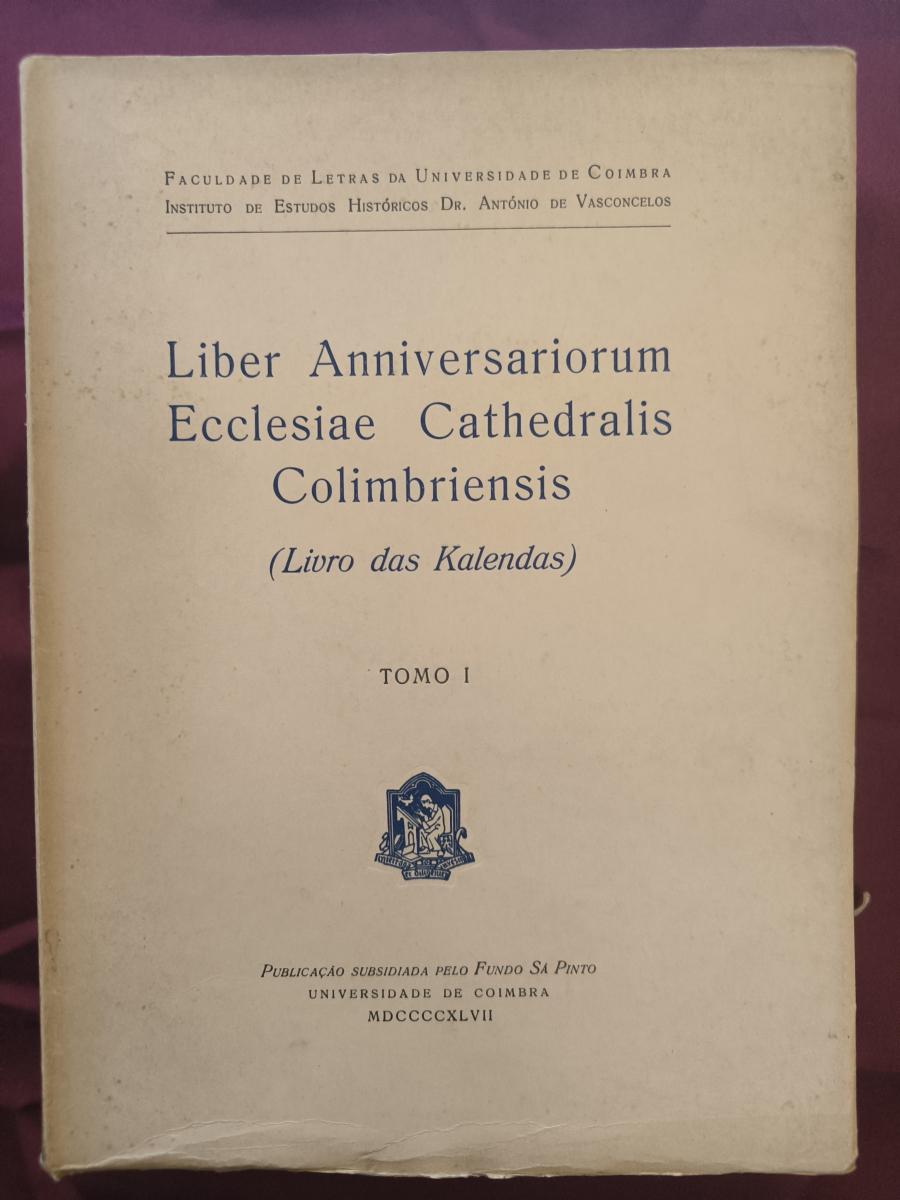 FACULDADE DE LETRAS DA UNIVERSIDADE DE COIMBRA
INSTITUTO DE ESTUDOS HISTÓRICOS DR. ANTÓNIO DE VASCONCELOS
Liber Anniversariorum
Ecclesiae Cathedralis
Colimbriensis
(Livro das Kalendas)
TOMO I
PUBLICAÇÃO SUBSIDIADA PELO FUNDO SÁ PINTO
UNIVERSIDADE DE COIMBRA
MDCCCCXLVII